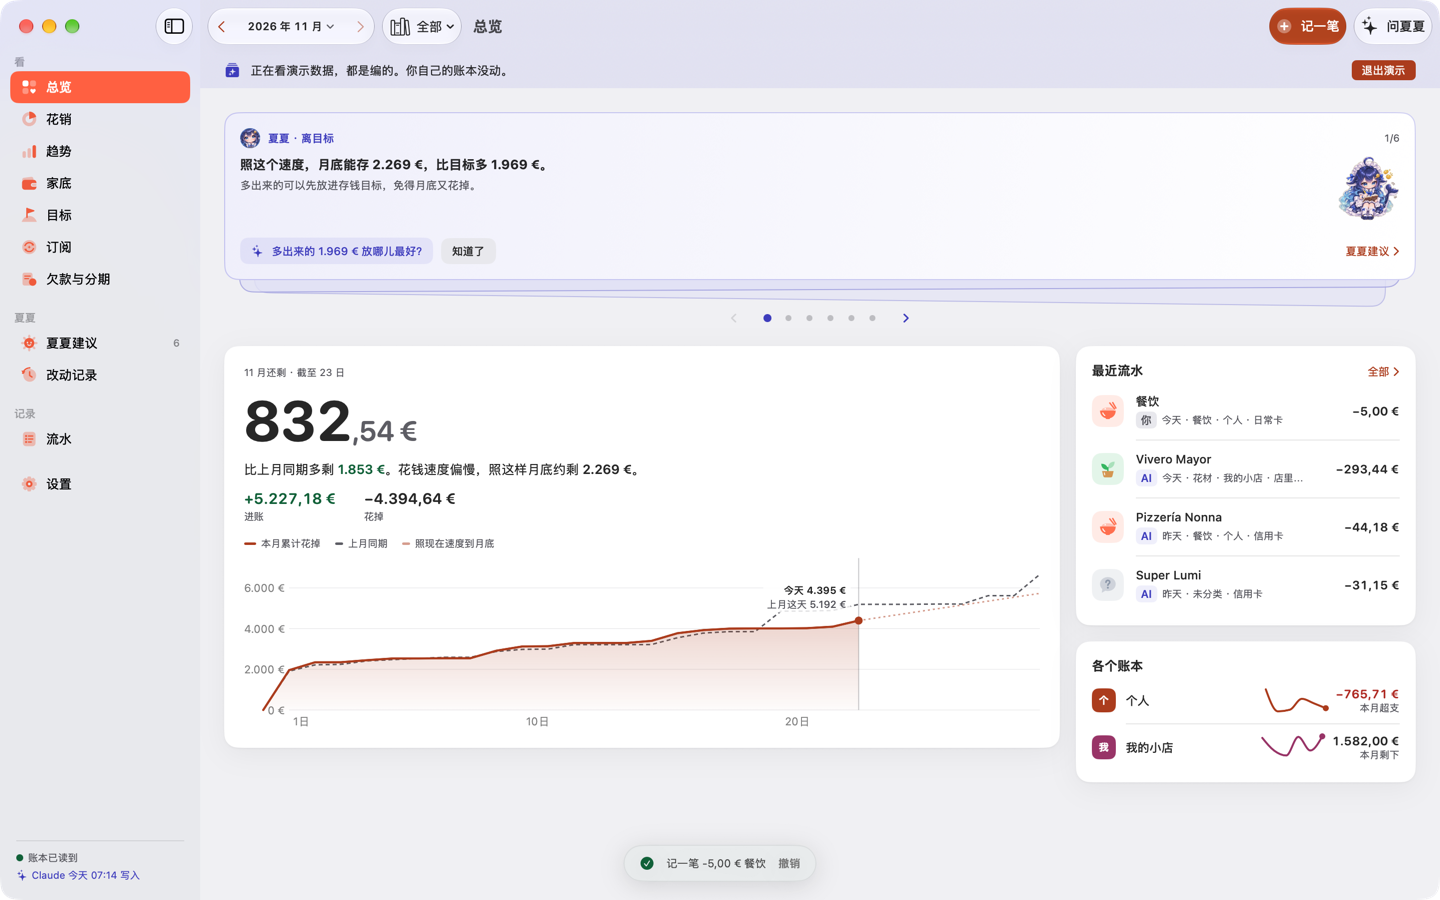 2026 年 11 月
全部
总览
记一笔
问夏夏
看
总览
花销
趋势
家底
目标
订阅
欠款与分期
夏夏
夏夏建议 6
改动记录
记录
流水
设置
账本已读到
Claude 今天 07:14 写入
正在看演示数据，都是编的。你自己的账本没动。
退出演示
夏夏 · 离目标
1/6
照这个速度，月底能存 2.269 €，比目标多 1.969 €。
多出来的可以先放进存钱目标，免得月底又花掉。
多出来的 1.969 € 放哪儿最好?
知道了
夏夏建议
11 月还剩 · 截至 23 日
832,54 €
比上月同期多剩 1.853 €。花钱速度偏慢，照这样月底约剩 2.269 €。
+5.227,18 € −4.394,64 €
进账 花掉
本月累计花掉 上月同期 照现在速度到月底
今天 4.395 €
上月这天 5.192 €
6.000 €
4.000 €
2.000 €
0 €
1日 10日 20日
最近流水
全部
餐饮
你 今天 · 餐饮 · 个人 · 日常卡
−5,00 €
Vivero Mayor
AI 今天 · 花材 · 我的小店 · 店里...
−293,44 €
Pizzería Nonna
AI 昨天 · 餐饮 · 个人 · 信用卡
−44,18 €
Super Lumi
AI 昨天 · 未分类 · 信用卡
−31,15 €
各个账本
个人
−765,71 €
本月超支
我 我的小店
1.582,00 €
本月剩下
记一笔 -5,00 € 餐饮 撤销